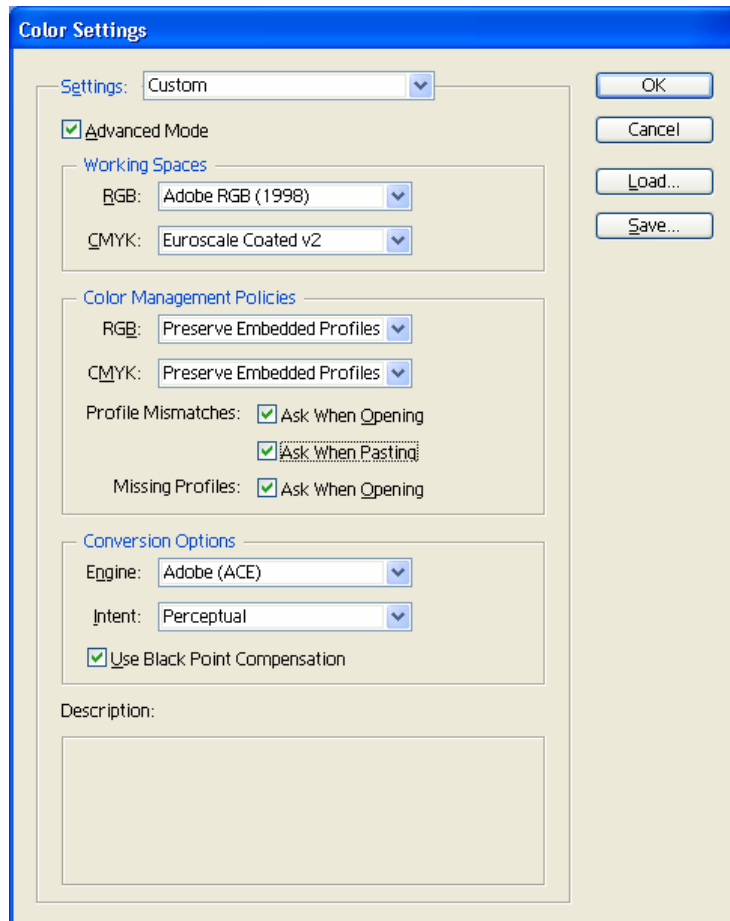 Color Settings
Settings: Custom
OK
Advanced Mode
Cancel
Working Spaces
RGB: Adobe RGB (1998)
Load...
CMYK: Euroscale Coated v2
Save...
Color Management Policies
RGB: Preserve Embedded Profiles
CMYK: Preserve Embedded Profiles
Profile Mismatches: Ask When Opening
Ask When Pasting
Missing Profiles: Ask When Opening
Conversion Options
Engine: Adobe (ACE)
Intent: Perceptual
Use Black Point Compensation
Description: